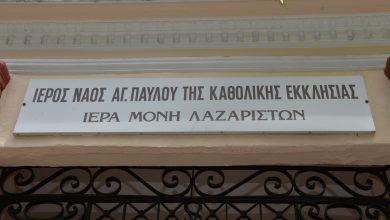 ΙΕΡΟΣ ΝΑΟΣ ΑΓ. ΠΑΥΛΟΥ ΤΗΣ ΚΑΘΟΛΙΚΗΣ ΕΚΚΛΗΣΙΑΣ
ΙΕΡΑ ΜΟΝΗ ΛΑΖΑΡΙΣΤΩΝ